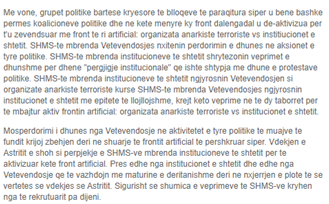 Me vone, grupet politike bartese kryesore te blloqeve te paraqitura siper u bene bashke
permes koalicioneve politike dhe ne kete menyre ky front dalengadal u de-aktivizua per
t'u zevendsuar me front te ri artificial: organizata anarkiste terroriste vs institucionet e
shtetit. SHMS-te mbrenda Vetevendosjes nxitenin perdorimin e dhunes ne aksionet e
tyre politike. SHMS-te mbrenda institucioneve te shtetit shrytezonin veprimet e
dhunshme per dhene "pergjigje institucionale" qe ishte shtypja me dhune e protestave
politike. SHMS-te mbrenda institucioneve te shtetit ngjyrosnin Vetevendosjen si
organizate anarkiste terroriste kurse SHMS-te mbrenda Vetevendosjes ngjyrosnin
institucionet e shtetit me epitete te llojllojshme, krejt keto veprime ne te dy taborret per
te mbajtur aktiv frontin artificial: organizata anarkiste terroriste vs institucionet e shtetit.
Mosperdorimi i dhunes nga Vetevendosje ne aktivitetet e tyre politike te muajve te
fundit krijoj zbehjen deri ne shuarje te frontit artificial te pershkruar siper. Vdekjen e
Astritit e shoh si perpjekje e SHMS-ve mbrenda institucioneve te shtetit per te
aktivizuar kete front artificial. Pres edhe nga institucionet e shtetit dhe edhe nga
Vetevendosje qe te vazhdojn me maturine e deritanishme deri ne nxjerrjen e plote te se
vertetes se vdekjes se Astritit. Sigurisht se shumica e veprimeve te SHMS-ve kryhen
nga te rekrutuarit pa dijeni.